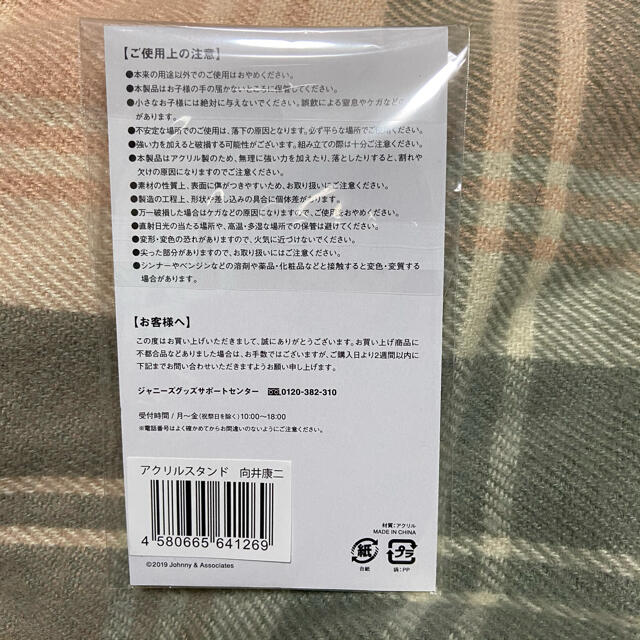 【ご使用上の注意】
●本来の用途以外でのご使用はおやめください。
●本製品はお子様の手の届かないところに保管してください。
●小さなお子様には絶対に与えないでください。誤飲による窒息やケガなどの
があります。
●不安定な場所でのご使用は、落下の原因となります。必ず平らな場所でご使用ください。
●強い力を加えると破損する可能性がございます。組み立ての際は十分ご注意ください。
●本製品はアクリル製のため、無理に強い力を加えたり、落としたりすると、割れや
欠けの原因になりますのでご注意ください。
●素材の性質上、表面に傷がつきやすいため、お取り扱いにご注意ください。
●製造の工程上、形状や差し込みの具合に個体差があります。
●万一破損した場合はケガなどの原因になりますので、ご使用をおやめください。
●直射日光の当たる場所や、高温・多湿な場所での保管は避けてください。
●変形・変色の恐れがありますので、火気に近づけないでください。
●尖った部分がありますので、お取り扱いにはご注意ください。
●シンナーやベンジンなどの溶剤や薬品・化粧品などと接触すると変色・変質する
場合があります。
【お客様へ】
この度はお買い上げいただきまして、誠にありがとうございます。お買い上げ商品に
不都合品などありました場合は、お手数ではございますが、ご購入日より2週間以内に
下記までお問い合わせいただきますようお願い申し上げます。
ジャニーズグッズサポートセンター 0120-382-310
受付時間/月〜金(祝祭日を除く)10:00〜18:00
※電話番号をよく確かめてからお間違いのないようにご注意ください。
アクリルスタンド 向井康二
4 580665 641269
©2019 Johnny & Associates
材質:アクリル
MADE IN CHINA
紙
台紙
プラ
袋:PP